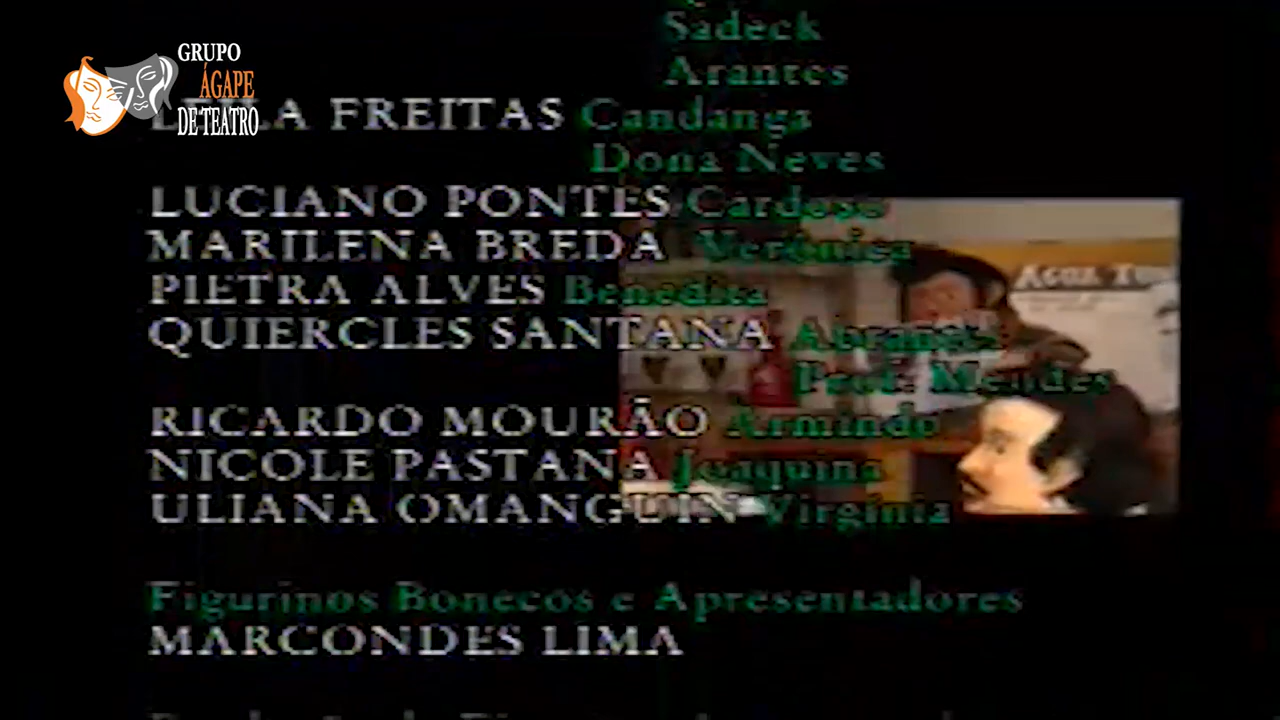 GRUPO
ÁGAPE
DE TEATRO
Sadeck
Arantes
LEILA FREITAS Candanga
Dona Neves
LUCIANO PONTES Cardoso
MARILENA BREDA Verônica
PIETRA ALVES Benedita
QUIERCLES SANTANA
Prof. Mendes
RICARDO MOURÃO Armindo
NICOLE PASTANA Joaquina
ULIANA OMANGUIN Virgínia
Figurinos Bonecos e Apresentadores
MARCONDES LIMA